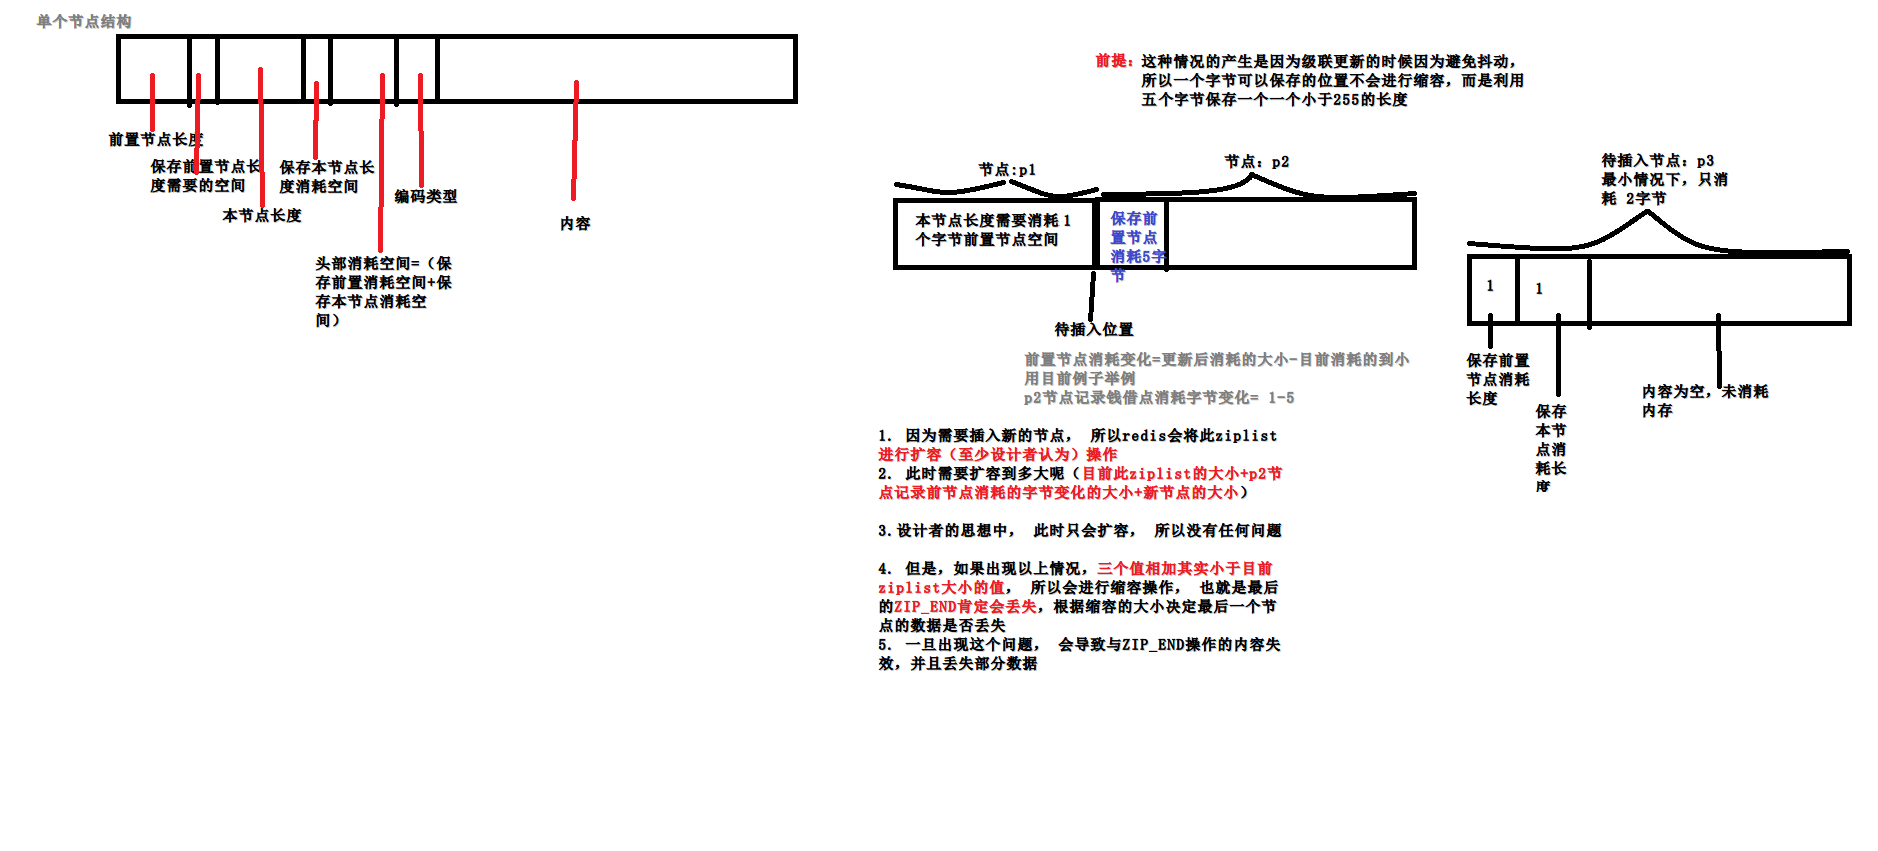 单个节点结构
前置节点长度
保存前置节点长
度需要的空间
本节点长度
保存本节点长
度消耗空间
头部消耗空间=（保
存前置消耗空间+保
存本节点消耗空
间）
编码类型
内容
前提：这种情况的产生是因为级联更新的时候因为避免抖动，
所以一个字节可以保存的位置不会进行缩容，而是利用
五个字节保存一个一个小于255的长度
节点:p1
节点：p2
本节点长度需要消耗 1
个字节前置节点空间
保存前
置节点
消耗5字
节
待插入位置
待插入节点：p3
最小情况下，只消
耗 2字节
1
1
保存前置
节点消耗
长度
保存
本节
点消
耗长
度
内容为空，未消耗
内存
前置节点消耗变化=更新后消耗的大小-目前消耗的到小
用目前例子举例
p2节点记录钱借点消耗字节变化= 1-5
1. 因为需要插入新的节点， 所以redis会将此ziplist
进行扩容（至少设计者认为）操作
2. 此时需要扩容到多大呢（目前此ziplist的大小+p2节
点记录前节点消耗的字节变化的大小+新节点的大小）
3.设计者的思想中， 此时只会扩容， 所以没有任何问题
4. 但是，如果出现以上情况，三个值相加其实小于目前
ziplist大小的值， 所以会进行缩容操作， 也就是最后
的ZIP_END肯定会丢失，根据缩容的大小决定最后一个节
点的数据是否丢失
5. 一旦出现这个问题， 会导致与ZIP_END操作的内容失
效，并且丢失部分数据